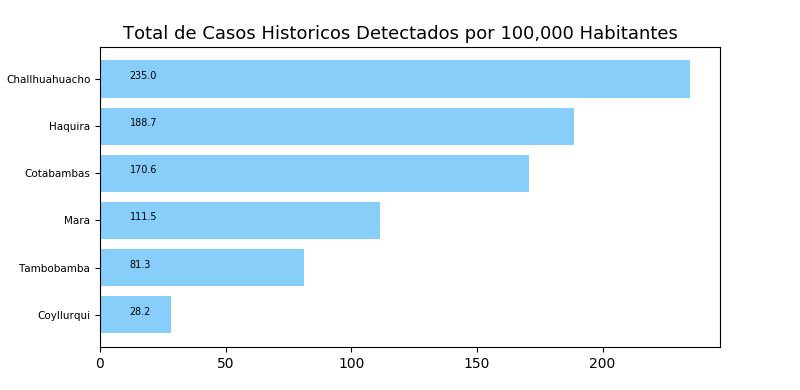 Total de Casos Historicos Detectados por 100,000 Habitantes
Challhuahuacho 235.0
Haquira 188.7
Cotabambas 170.6
Mara 111.5
Tambobamba 81.3
Coyllurqui 28.2
0 50 100 150 200